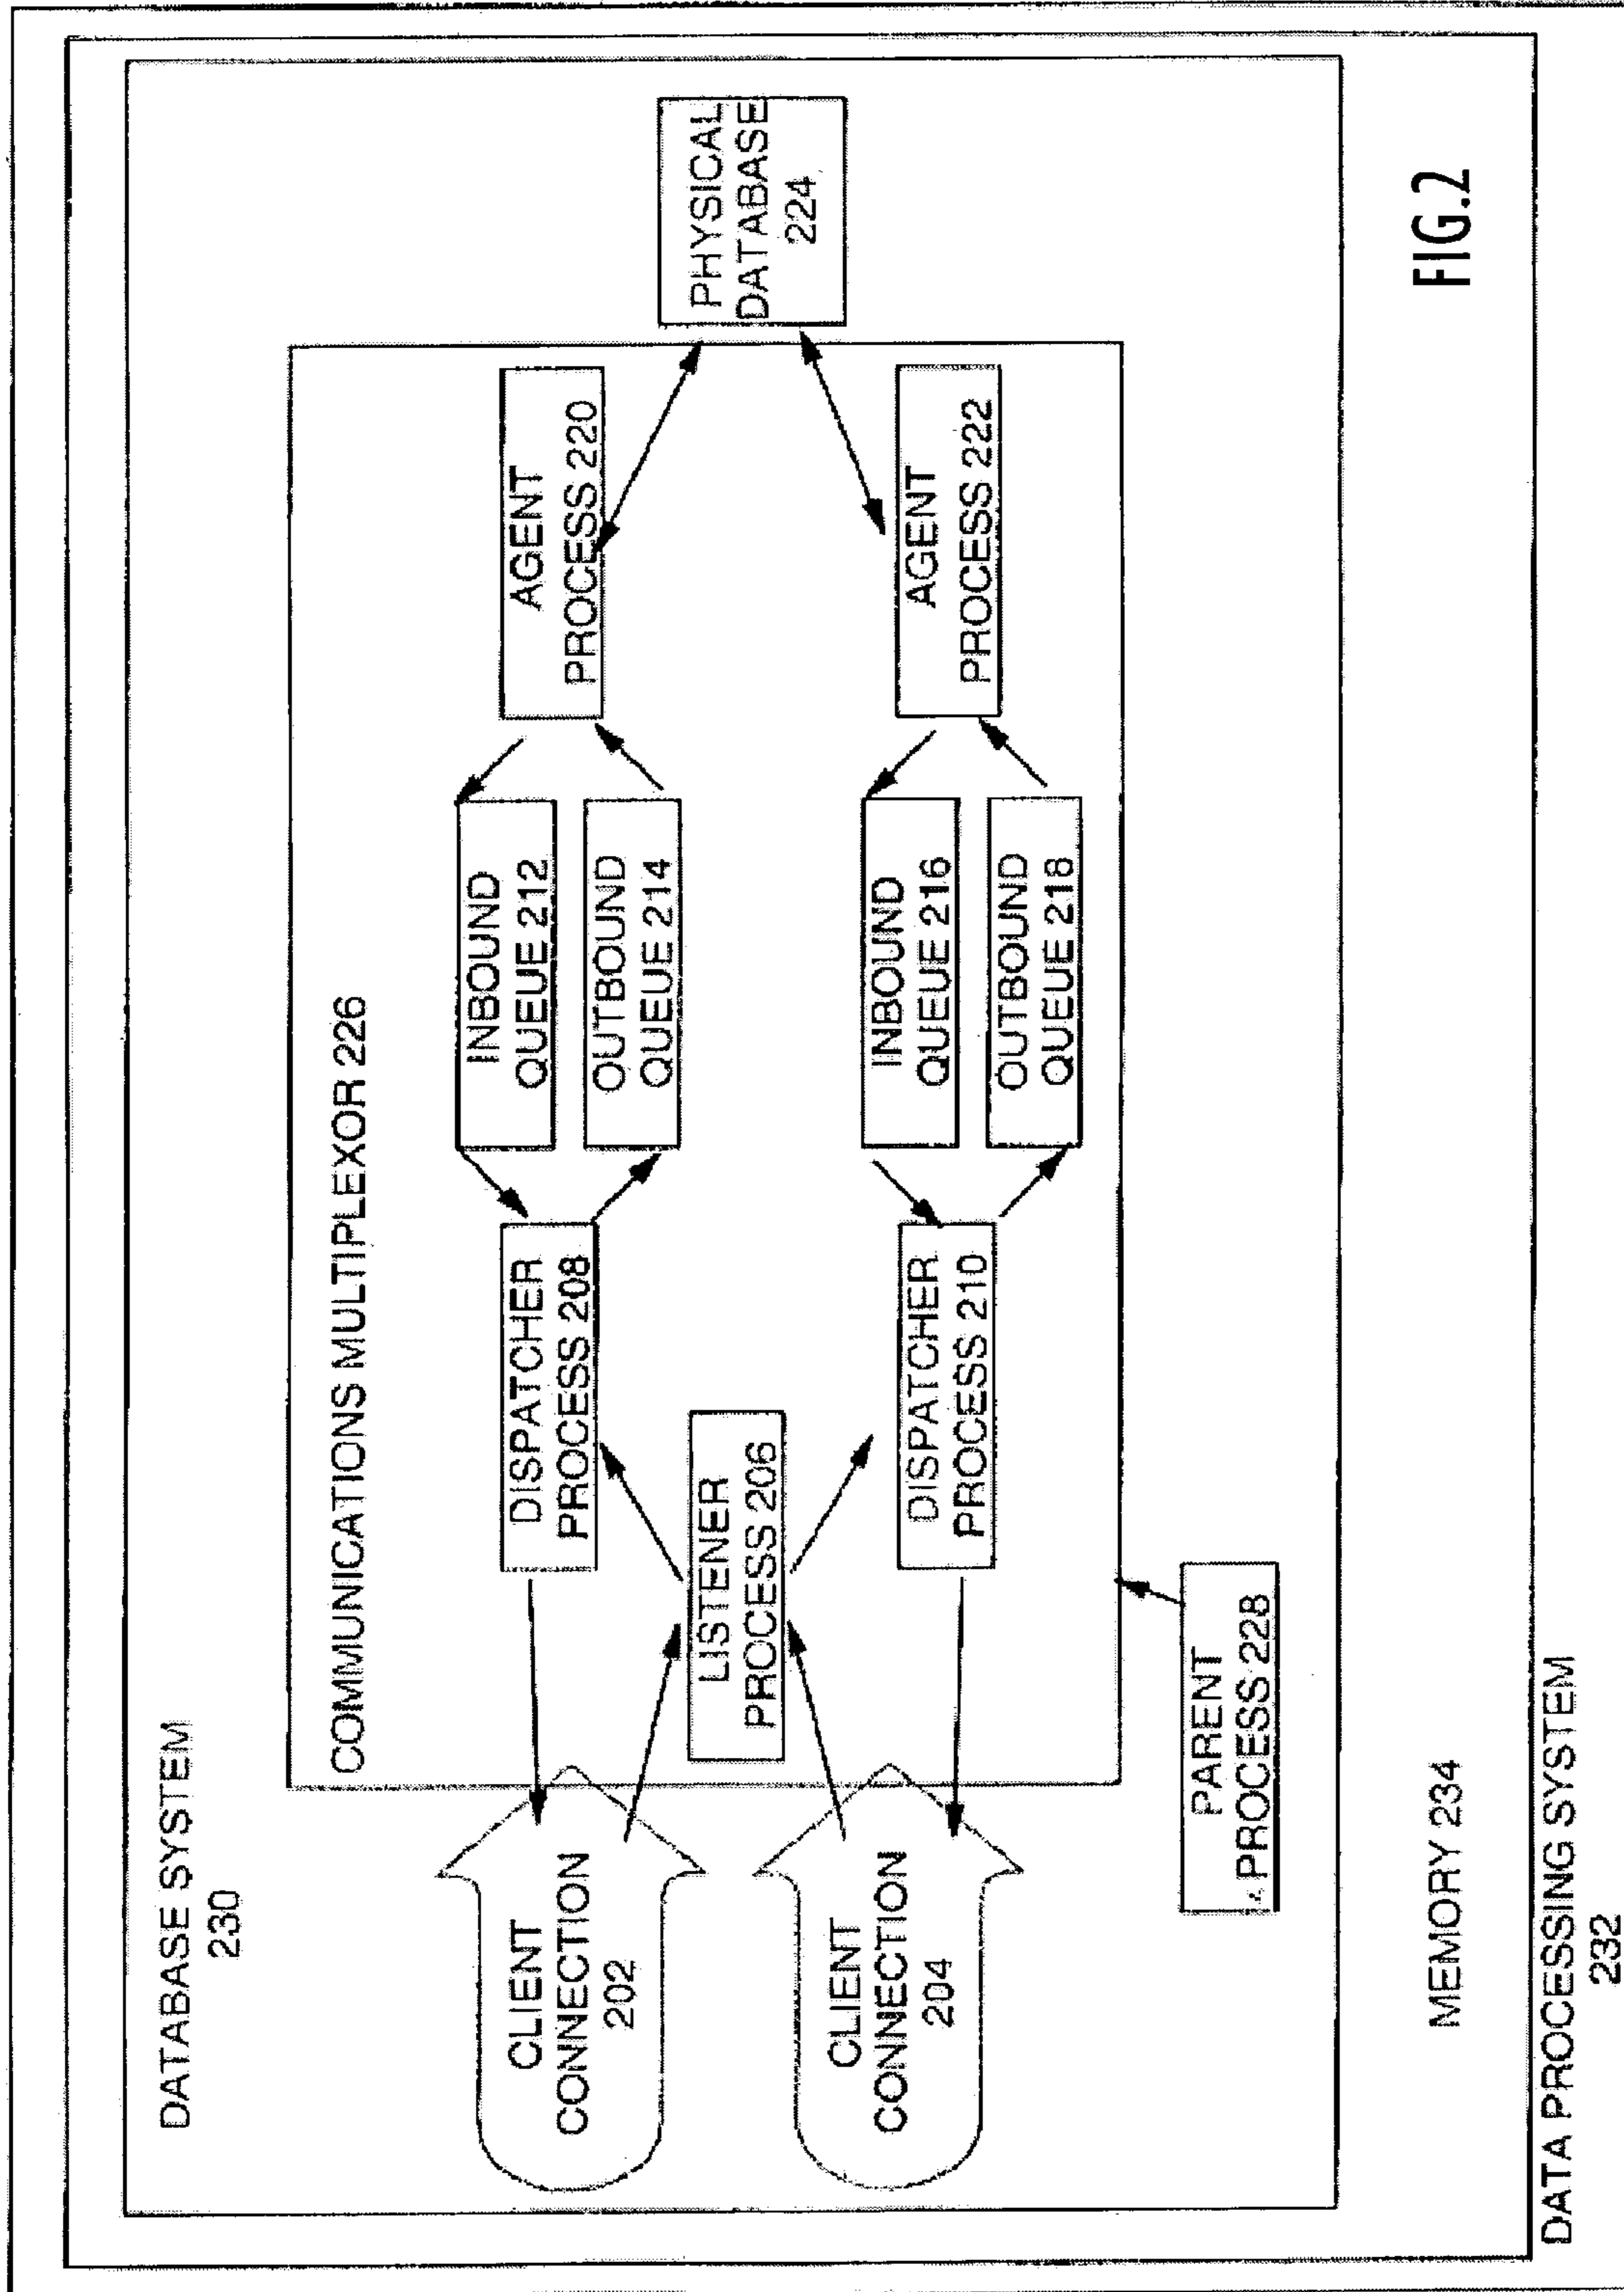 DATABASE SYSTEM
230
COMMUNICATIONS MULTIPLEXOR 226
CLIENT
CONNECTION
202
DISPATCHER
PROCESS 208
INBOUND
QUEUE 212
OUTBOUND
QUEUE 214
AGENT
PROCESS 220
LISTENER
PROCESS 206
PHYSICAL
DATABASE
224
CLIENT
CONNECTION
204
DISPATCHER
PROCESS 210
INBOUND
QUEUE 216
OUTBOUND
QUEUE 218
AGENT
PROCESS 222
PARENT
PROCESS 228
MEMORY 234
FIG.2
DATA PROCESSING SYSTEM
232